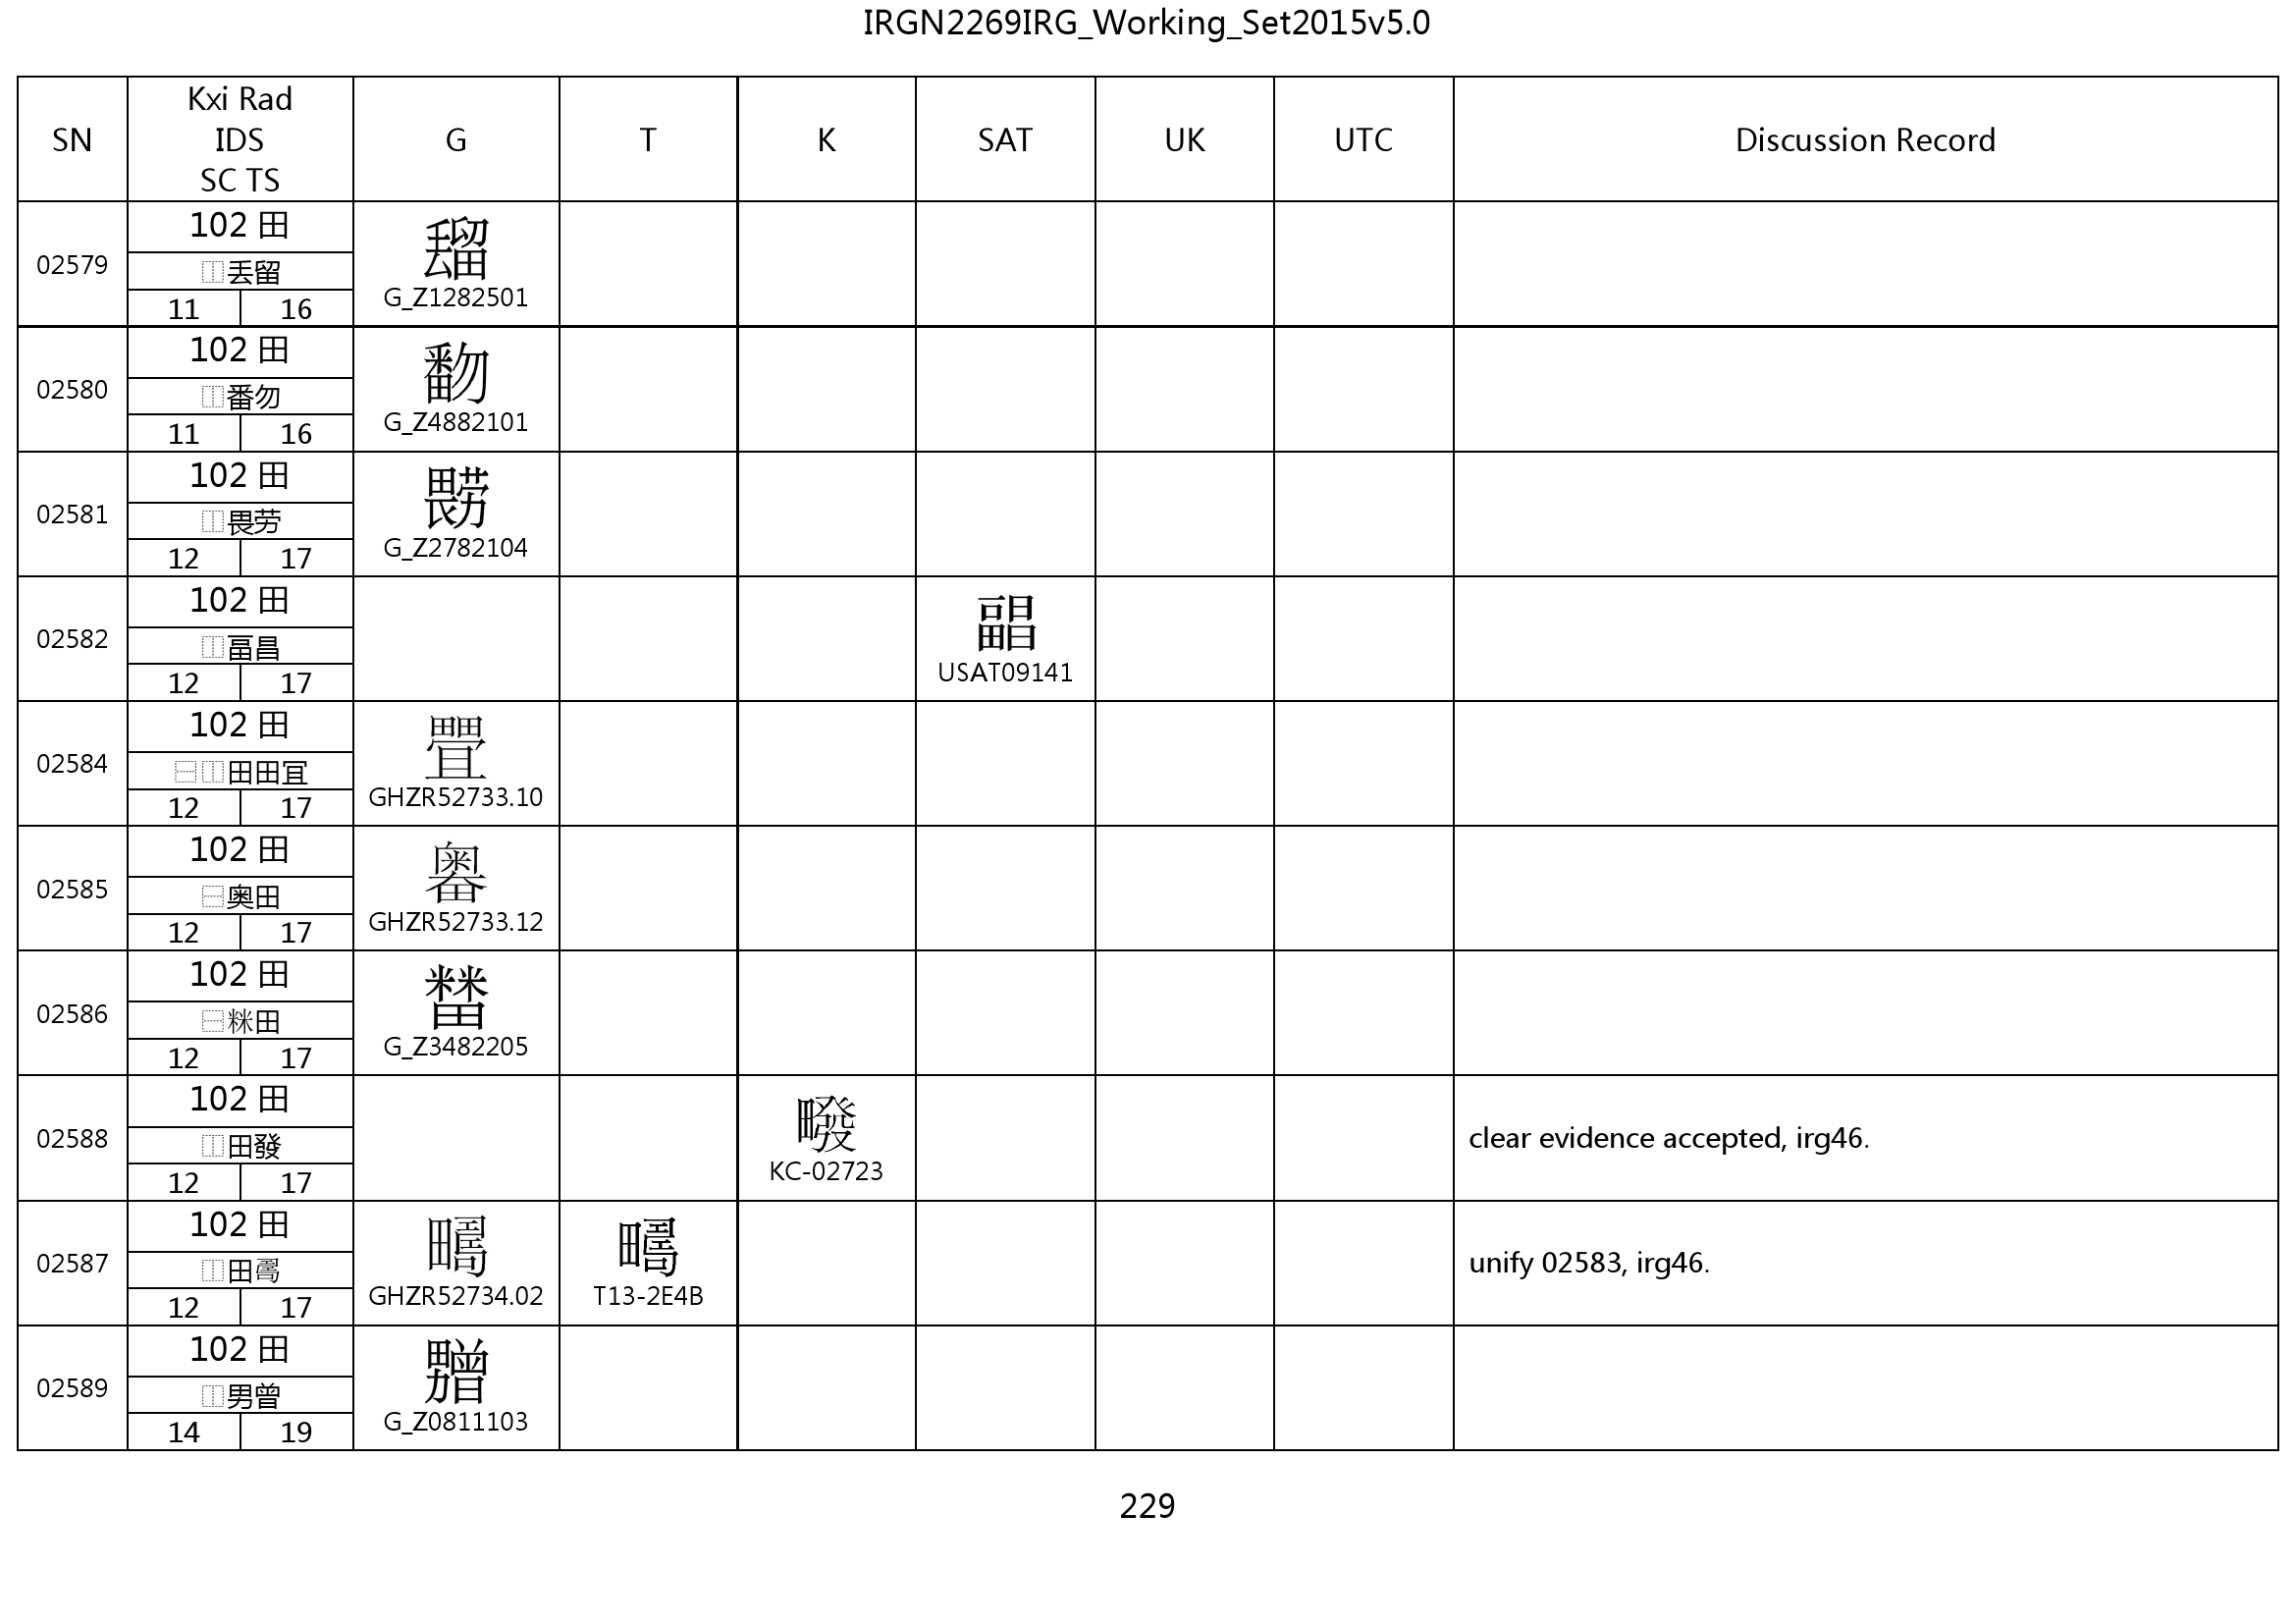 IRGN2269IRG_Working_Set2015v5.0
SN
Kxi Rad
IDS
SC TS
G
T
K
SAT
UK
UTC
Discussion Record
02579
102 田
⿰丢留
11 16
G_Z1282501
02580
102 田
⿰番勿
11 16
G_Z4882101
02581
102 田
⿰畏劳
12 17
G_Z2782104
02582
102 田
⿰畐昌
12 17
USAT09141
02584
102 田
⿱⿰田田冝
12 17
GHZR52733.10
02585
102 田
⿱奥田
12 17
GHZR52733.12
02586
102 田
⿱𥹆田
12 17
G_Z3482205
02588
102 田
⿰田發
12 17
KC-02723
clear evidence accepted, irg46.
02587
102 田
⿰田
12 17
GHZR52734.02
T13-2E4B
unify 02583, irg46.
02589
102 田
⿰男曾
14 19
G_Z0811103
229